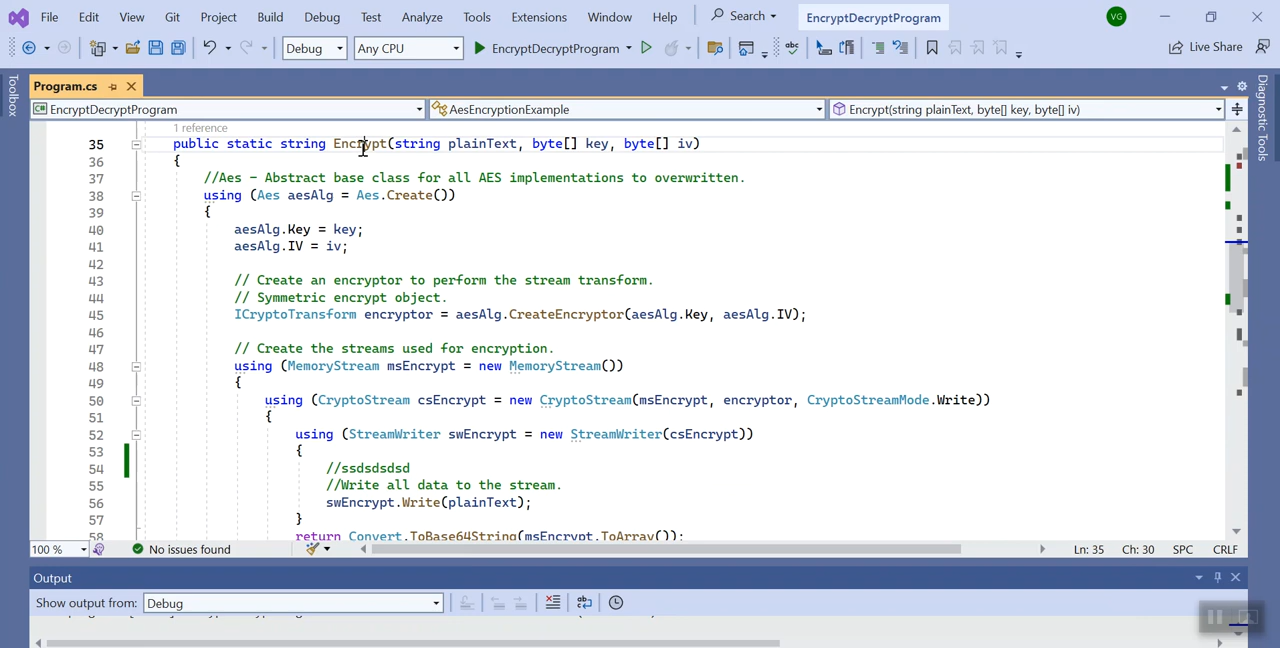 File Edit View Git Project Build Debug Test Analyze Tools Extensions Window Help Search EncryptDecryptProgram VG
Debug Any CPU EncryptDecryptProgram Live Share
Toolbox
Program.cs
Diagnostic Tools
EncryptDecryptProgram AesEncryptionExample Encrypt(string plainText, byte[] key, byte[] iv)
1 reference
35 public static string Encrypt(string plainText, byte[] key, byte[] iv)
36 {
37 //Aes - Abstract base class for all AES implementations to overwritten.
38 using (Aes aesAlg = Aes.Create())
39 {
40 aesAlg.Key = key;
41 aesAlg.IV = iv;
42
43 // Create an encryptor to perform the stream transform.
44 // Symmetric encrypt object.
45 ICryptoTransform encryptor = aesAlg.CreateEncryptor(aesAlg.Key, aesAlg.IV);
46
47 // Create the streams used for encryption.
48 using (MemoryStream msEncrypt = new MemoryStream())
49 {
50 using (CryptoStream csEncrypt = new CryptoStream(msEncrypt, encryptor, CryptoStreamMode.Write))
51 {
52 using (StreamWriter swEncrypt = new StreamWriter(csEncrypt))
53 {
54 //ssdsdsdsd
55 //Write all data to the stream.
56 swEncrypt.Write(plainText);
57 }
58 return Convert.ToBase64String(msEncrypt.ToArray());
100 % No issues found Ln: 35 Ch: 30 SPC CRLF
Output
Show output from: Debug